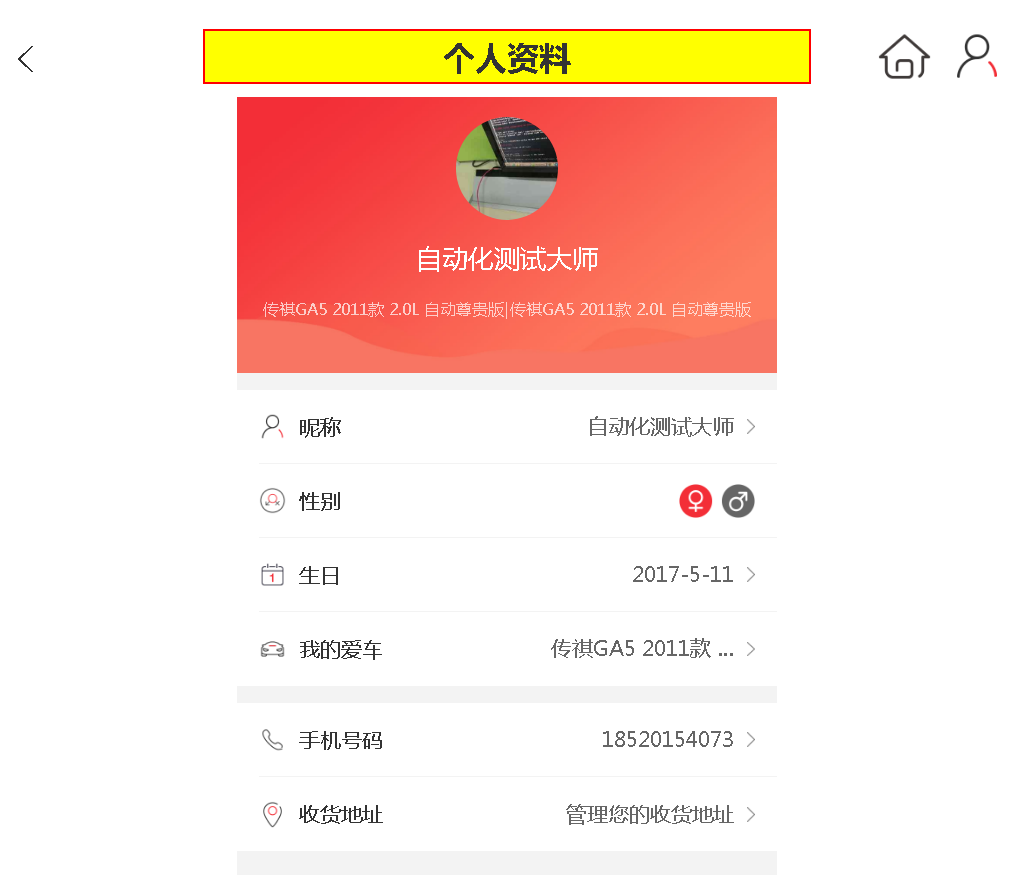 个人资料
自动化测试大师
传祺GA5 2011款 2.0L 自动尊贵版|传祺GA5 2011款 2.0L 自动尊贵版
昵称 自动化测试大师
性别
1 生日 2017-5-11
我的爱车 传祺GA5 2011款 ...
手机号码 18520154073
收货地址 管理您的收货地址